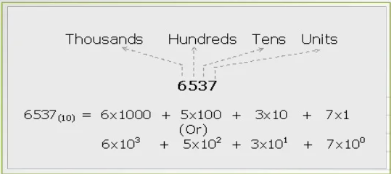 Thousands Hundreds Tens Units
6537
6537₍₁₀₎ = 6x1000 + 5x100 + 3x10 + 7x1
(Or)
6x10³ + 5x10² + 3x10¹ + 7x10⁰